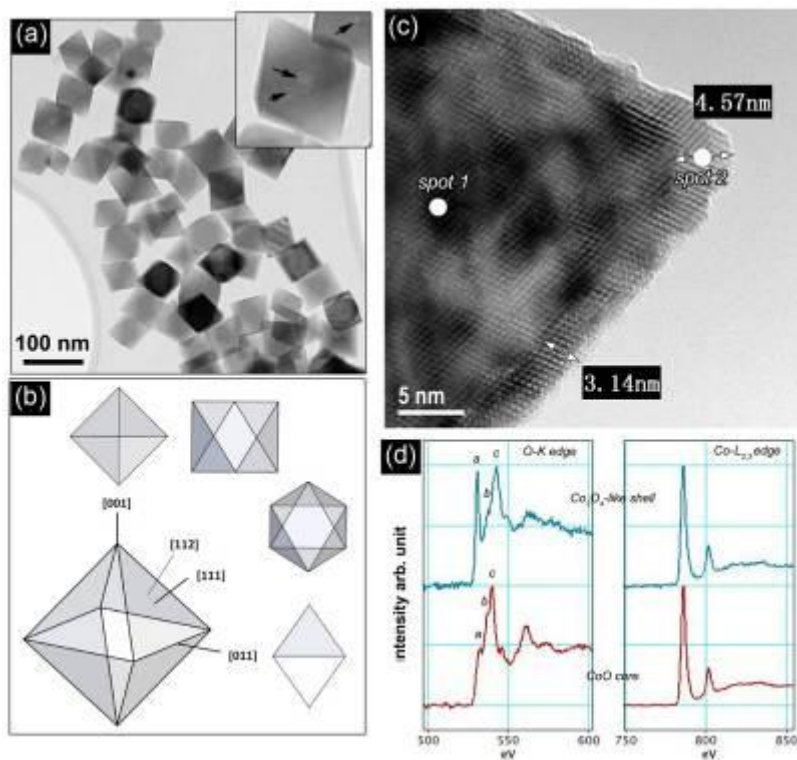 (a)
100 nm
(b)
[001]
[112]
[111]
[011]
(c)
4.57nm
spot 1
spot 2
3.14nm
5 nm
(d)
O-K edge
Co-L2,3 edge
a
b
c
Co3O4-like shell
a
b
c
CoO core
Intensity arb. unit
500 550 600
eV
750 800 850
eV